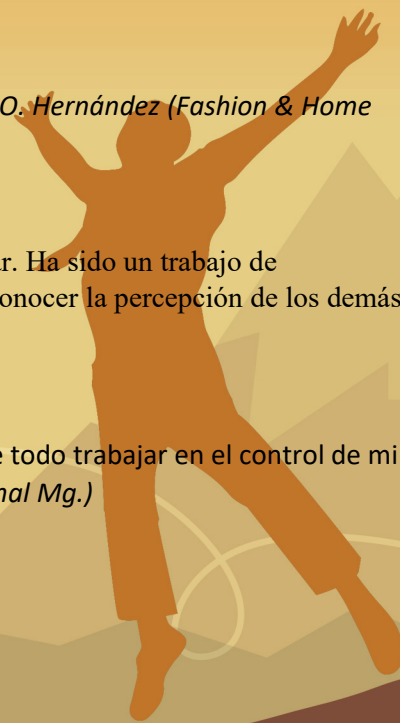 O. Hernández (Fashion & Home
r. Ha sido un trabajo de
onocer la percepción de los demás
e todo trabajar en el control de mi
nal Mg.)